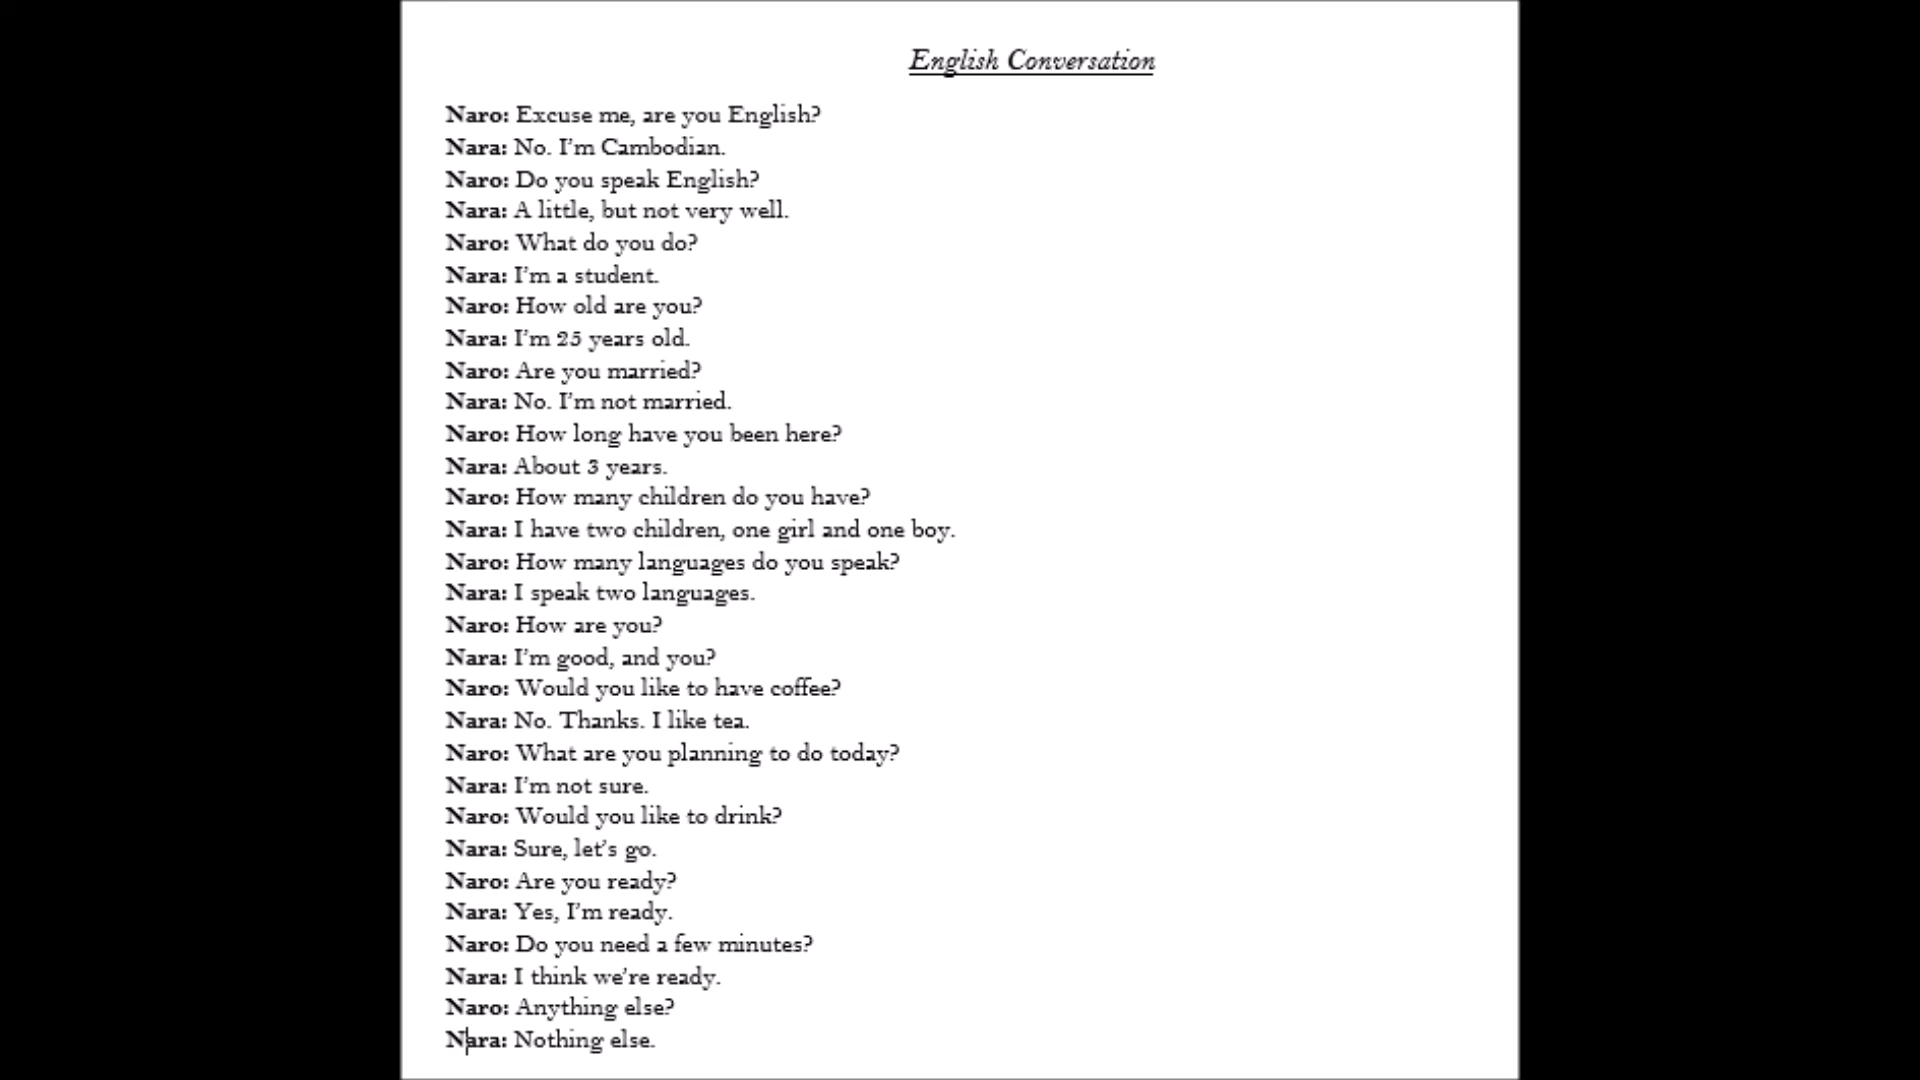 English Conversation
Naro: Excuse me, are you English?
Nara: No. I'm Cambodian.
Naro: Do you speak English?
Nara: A little, but not very well.
Naro: What do you do?
Nara: I'm a student.
Naro: How old are you?
Nara: I'm 25 years old.
Naro: Are you married?
Nara: No. I'm not married.
Naro: How long have you been here?
Nara: About 3 years.
Naro: How many children do you have?
Nara: I have two children, one girl and one boy.
Naro: How many languages do you speak?
Nara: I speak two languages.
Naro: How are you?
Nara: I'm good, and you?
Naro: Would you like to have coffee?
Nara: No. Thanks. I like tea.
Naro: What are you planning to do today?
Nara: I'm not sure.
Naro: Would you like to drink?
Nara: Sure, let's go.
Naro: Are you ready?
Nara: Yes, I'm ready.
Naro: Do you need a few minutes?
Nara: I think we're ready.
Naro: Anything else?
Nara: Nothing else.